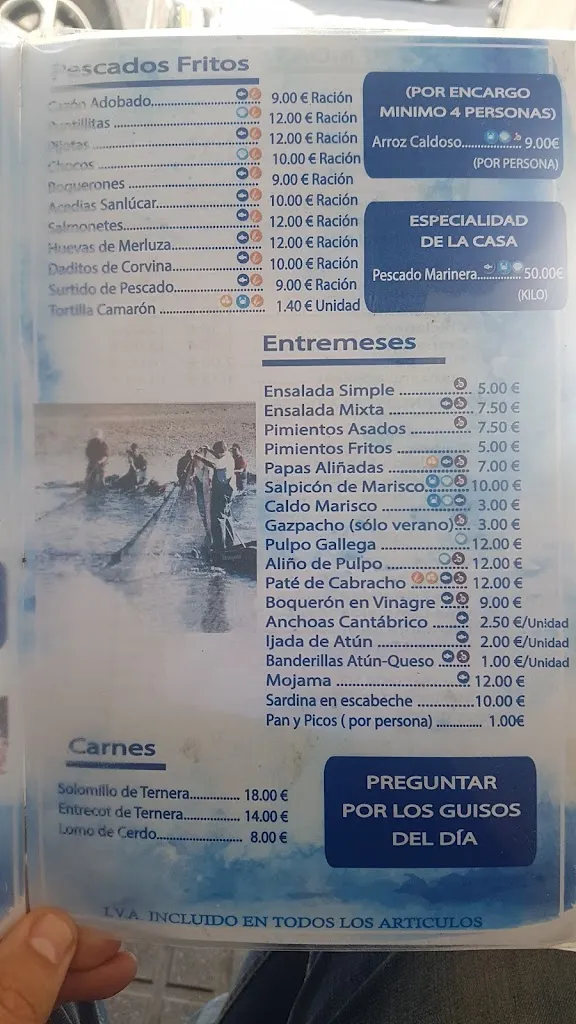 Pescados Fritos
Cazón Adobado.................... 9.00 € Ración
Puntillitas .................... 12.00 € Ración
Pijotas .................... 12.00 € Ración
Chocos .................... 10.00 € Ración
Boquerones .................... 9.00 € Ración
Acedias Sanlúcar.................... 10.00 € Ración
Salmonetes.................... 12.00 € Ración
Huevas de Merluza.................... 12.00 € Ración
Daditos de Corvina.................... 10.00 € Ración
Surtido de Pescado.................... 9.00 € Ración
Tortilla Camarón .................... 1.40 € Unidad
(POR ENCARGO
MINIMO 4 PERSONAS)
Arroz Caldoso............... 9.00€
(POR PERSONA)
ESPECIALIDAD
DE LA CASA
Pescado Marinera........... 50.00€
(KILO)
Entremeses
Ensalada Simple ................ 5.00 €
Ensalada Mixta .................. 7.50 €
Pimientos Asados ............. 7.50 €
Pimientos Fritos ................ 5.00 €
Papas Aliñadas .................. 7.00 €
Salpicón de Marisco.......... 10.00 €
Caldo Marisco .................... 3.00 €
Gazpacho (sólo verano)... 3.00 €
Pulpo Gallega .................... 12.00 €
Aliño de Pulpo ................... 12.00 €
Paté de Cabracho .............. 12.00 €
Boquerón en Vinagre ....... 9.00 €
Anchoas Cantábrico ......... 2.50 €/Unidad
Ijada de Atún ..................... 2.00 €/Unidad
Banderillas Atún-Queso ....... 1.00 €/Unidad
Mojama ............................. 12.00 €
Sardina en escabeche ............. 10.00 €
Pan y Picos ( por persona) ............ 1.00€
Carnes
Solomillo de Ternera............. 18.00 €
Entrecot de Ternera............... 14.00 €
Lomo de Cerdo...................... 8.00 €
PREGUNTAR
POR LOS GUISOS
DEL DÍA
I.V.A. INCLUIDO EN TODOS LOS ARTICULOS